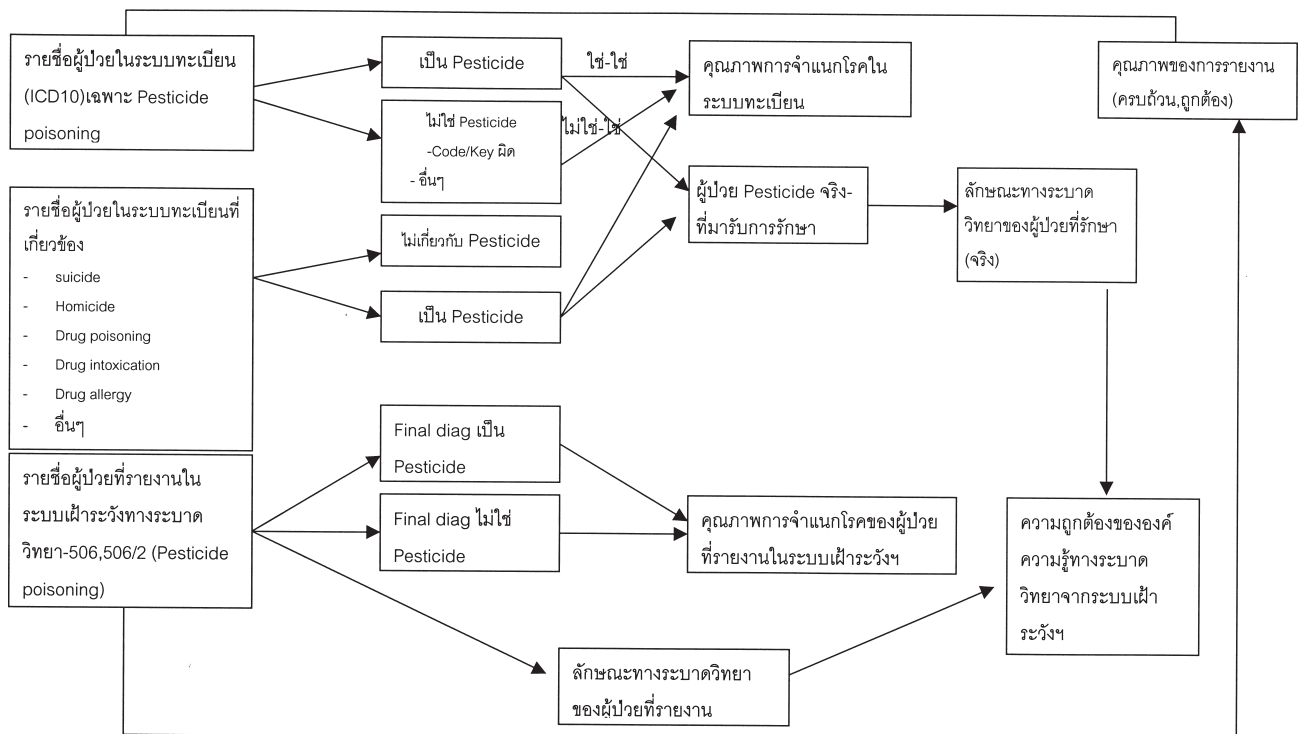 รายชื่อผู้ป่วยในระบบทะเบียน
(ICD10)เฉพาะ Pesticide
poisoning
เป็น Pesticide
ไม่ใช่ Pesticide
-Code/Key ผิด
- อื่นๆ
ใช่-ใช่
ไม่ใช่-ใช่
คุณภาพการจำแนกโรคใน
ระบบทะเบียน
คุณภาพของการรายงาน
(ครบถ้วน,ถูกต้อง)
รายชื่อผู้ป่วยในระบบทะเบียนที่
เกี่ยวข้อง
- suicide
- Homicide
- Drug poisoning
- Drug intoxication
- Drug allergy
- อื่นๆ
ไม่เกี่ยวกับ Pesticide
เป็น Pesticide
ผู้ป่วย Pesticide จริง-
ที่มารับการรักษา
ลักษณะทางระบาด
วิทยาของผู้ป่วยที่รักษา
(จริง)
รายชื่อผู้ป่วยที่รายงานใน
ระบบเฝ้าระวังทางระบาด
วิทยา-506,506/2 (Pesticide
poisoning)
Final diag เป็น
Pesticide
Final diag ไม่ใช่
Pesticide
คุณภาพการจำแนกโรคของผู้ป่วย
ที่รายงานในระบบเฝ้าระวังฯ
ความถูกต้องขององค์
ความรู้ทางระบาด
วิทยาจากระบบเฝ้า
ระวังฯ
ลักษณะทางระบาดวิทยา
ของผู้ป่วยที่รายงาน